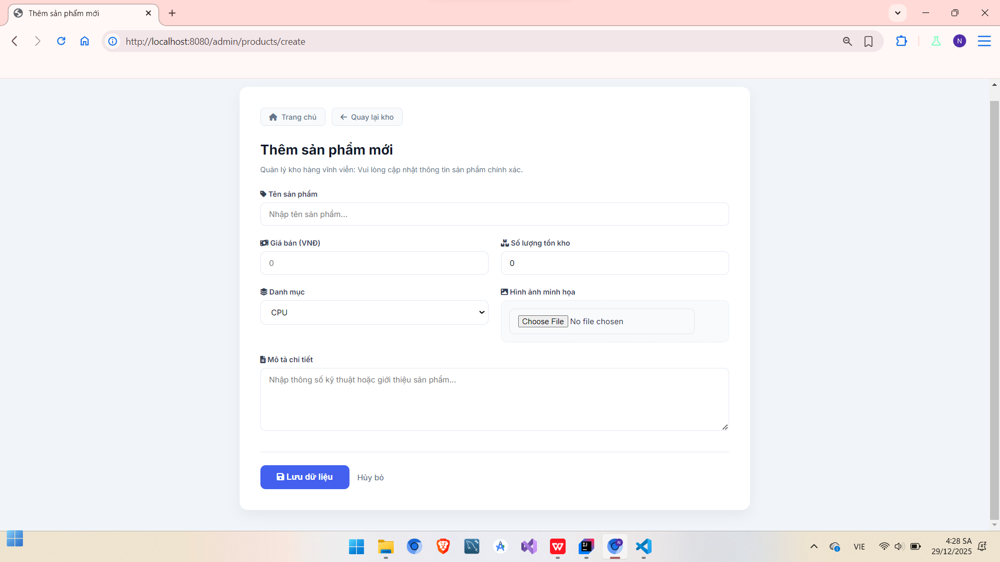 Thêm sản phẩm mới
http://localhost:8080/admin/products/create
N
Trang chủ
Quay lại kho
Thêm sản phẩm mới
Quản lý kho hàng vĩnh viễn: Vui lòng cập nhật thông tin sản phẩm chính xác.
Tên sản phẩm
Nhập tên sản phẩm...
Giá bán (VNĐ)
Số lượng tồn kho
0
0
Danh mục
Hình ảnh minh họa
CPU
Choose File No file chosen
Mô tả chi tiết
Nhập thông số kỹ thuật hoặc giới thiệu sản phẩm...
Lưu dữ liệu
Hủy bỏ
VIE
4:28 SA
29/12/2025